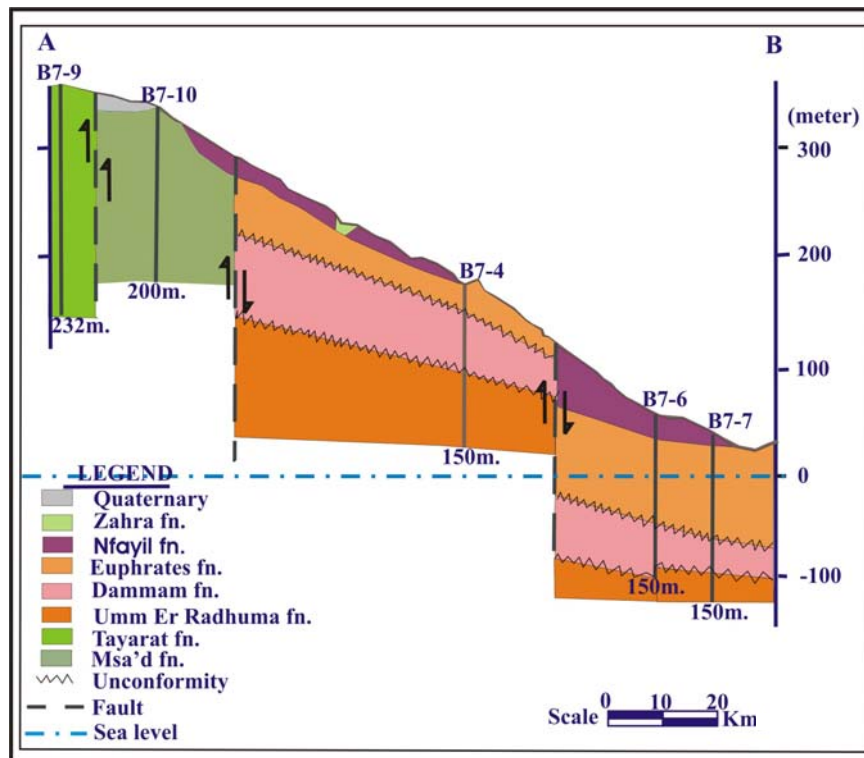 A
B
B7-9
B7-10
(meter)
300
200
B7-4
200m.
232m.
100
B7-6
B7-7
150m.
0
LEGEND
Quaternary
Zahra fn.
Nfayil fn.
Euphrates fn.
Dammam fn.
Umm Er Radhuma fn.
Tayarat fn.
Msa'd fn.
Unconformity
Fault
Sea level
-100
150m.
150m.
0 10 20
Scale Km